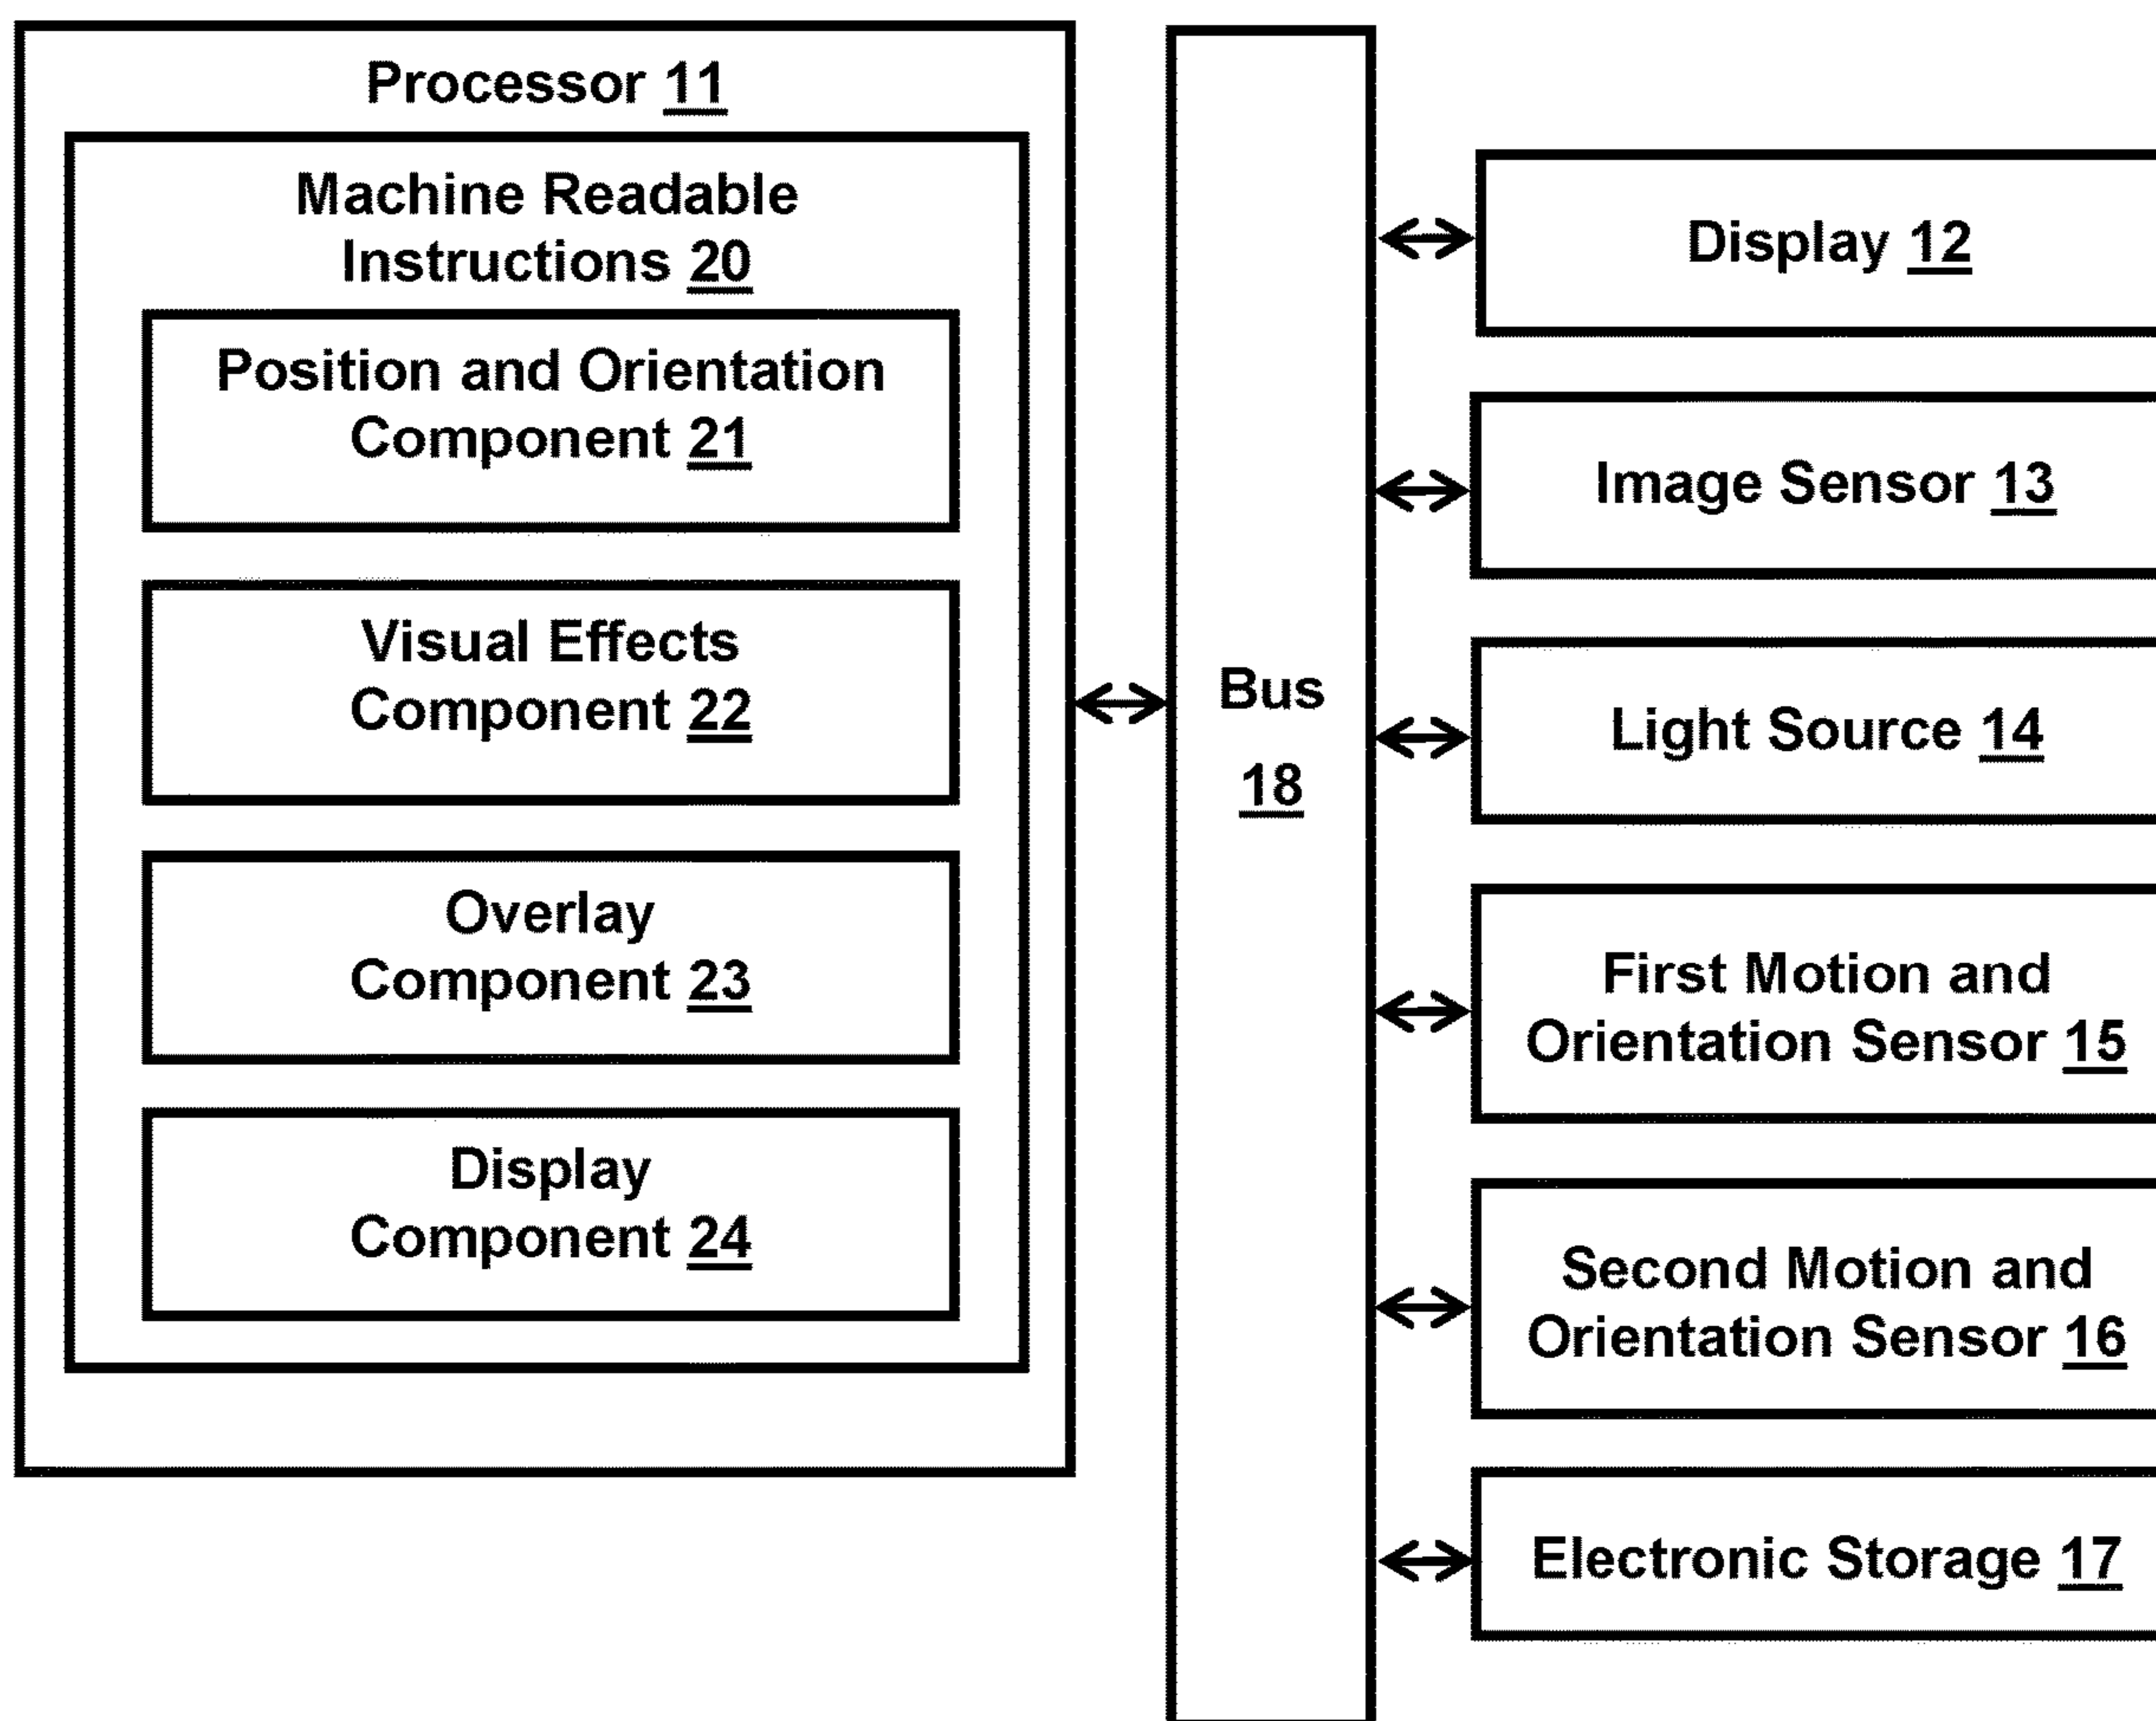 Processor 11
Machine Readable
Instructions 20
Position and Orientation
Component 21
Visual Effects
Component 22
Overlay
Component 23
Display
Component 24
Bus
18
Display 12
Image Sensor 13
Light Source 14
First Motion and
Orientation Sensor 15
Second Motion and
Orientation Sensor 16
Electronic Storage 17